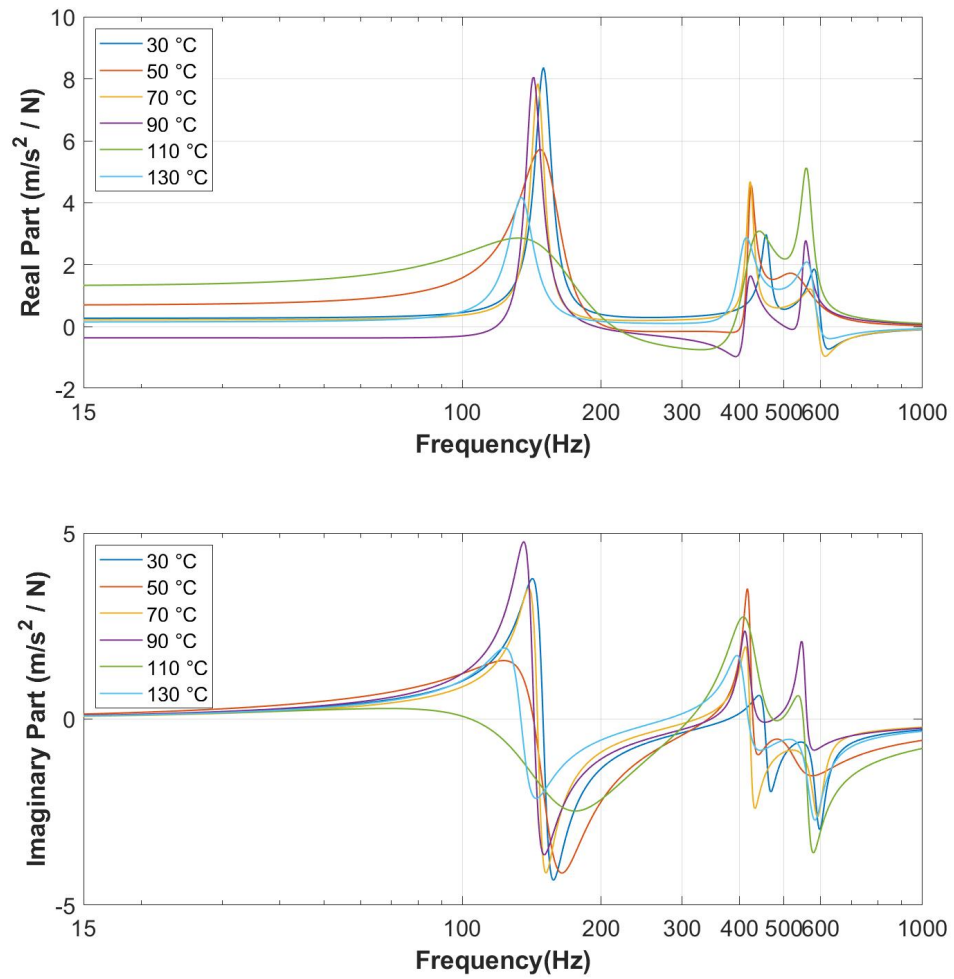 10
8
6
4
2
0
-2
Real Part (m/s² / N)
30 °C
50 °C
70 °C
90 °C
110 °C
130 °C
15 100 200 300 400 500 600 1000
Frequency(Hz)
5
0
-5
Imaginary Part (m/s² / N)
30 °C
50 °C
70 °C
90 °C
110 °C
130 °C
15 100 200 300 400 500 600 1000
Frequency(Hz)